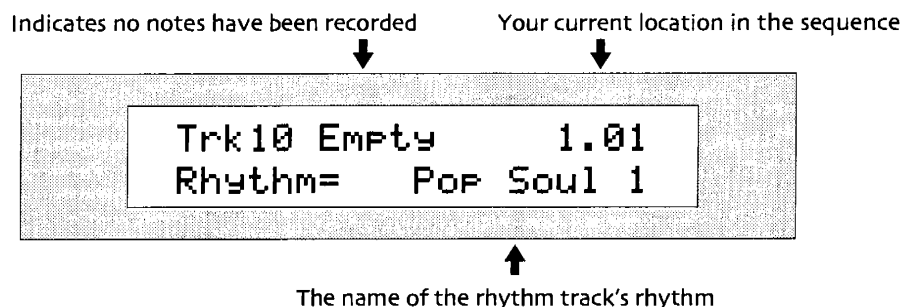 Indicates no notes have been recorded
Your current location in the sequence
Trk10 Empty 1.01
Rhythm= Pop Soul 1
The name of the rhythm track's rhythm